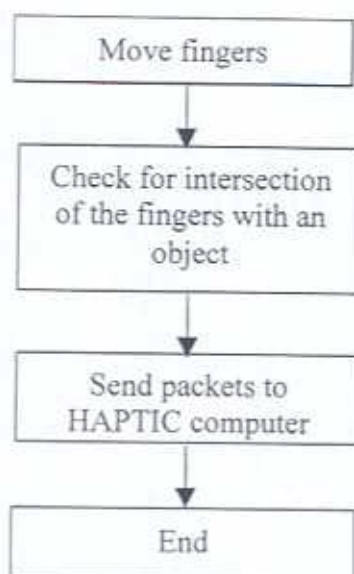 Move fingers
Check for intersection
of the fingers with an
object
Send packets to
HAPTIC computer
End